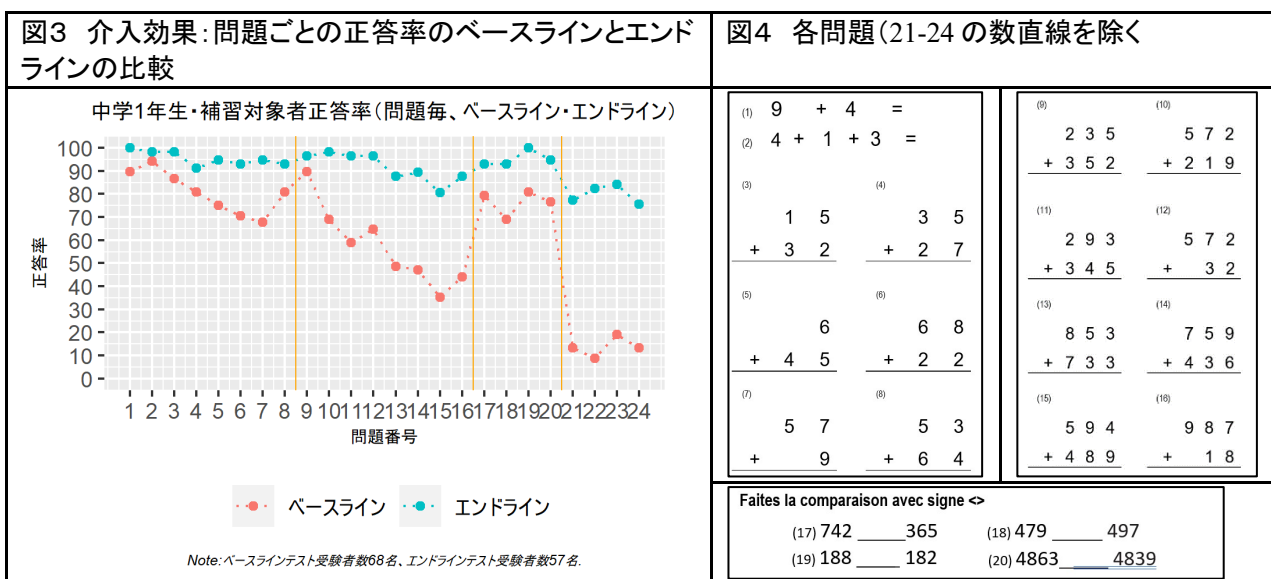 図3 介入効果:問題ごとの正答率のベースラインとエンド
ラインの比較
中学1年生・補習対象者正答率(問題毎、ベースライン・エンドライン)
正答率
100
90
80
70
60
50
40
30
20
10
0
1 2 3 4 5 6 7 8 9 10 11 12 13 14 15 16 17 18 19 20 21 22 23 24
問題番号
ベースライン エンドライン
Note:ベースラインテスト受験者数68名、エンドラインテスト受験者数57名.
図4 各問題(21-24 の数直線を除く
(1) 9 + 4 =
(2) 4 + 1 + 3 =
(3) (4)
1 5 3 5
+ 3 2 + 2 7
(5) (6)
6 6 8
+ 4 5 + 2 2
(7) (8)
5 7 5 3
+ 9 + 6 4
(9) (10)
2 3 5 5 7 2
+ 3 5 2 + 2 1 9
(11) (12)
2 9 3 5 7 2
+ 3 4 5 + 3 2
(13) (14)
8 5 3 7 5 9
+ 7 3 3 + 4 3 6
(15) (16)
5 9 4 9 8 7
+ 4 8 9 + 1 8
Faites la comparaison avec signe <>
(17) 742 _____ 365 (18) 479 _____ 497
(19) 188 _____ 182 (20) 4863 _____ 4839